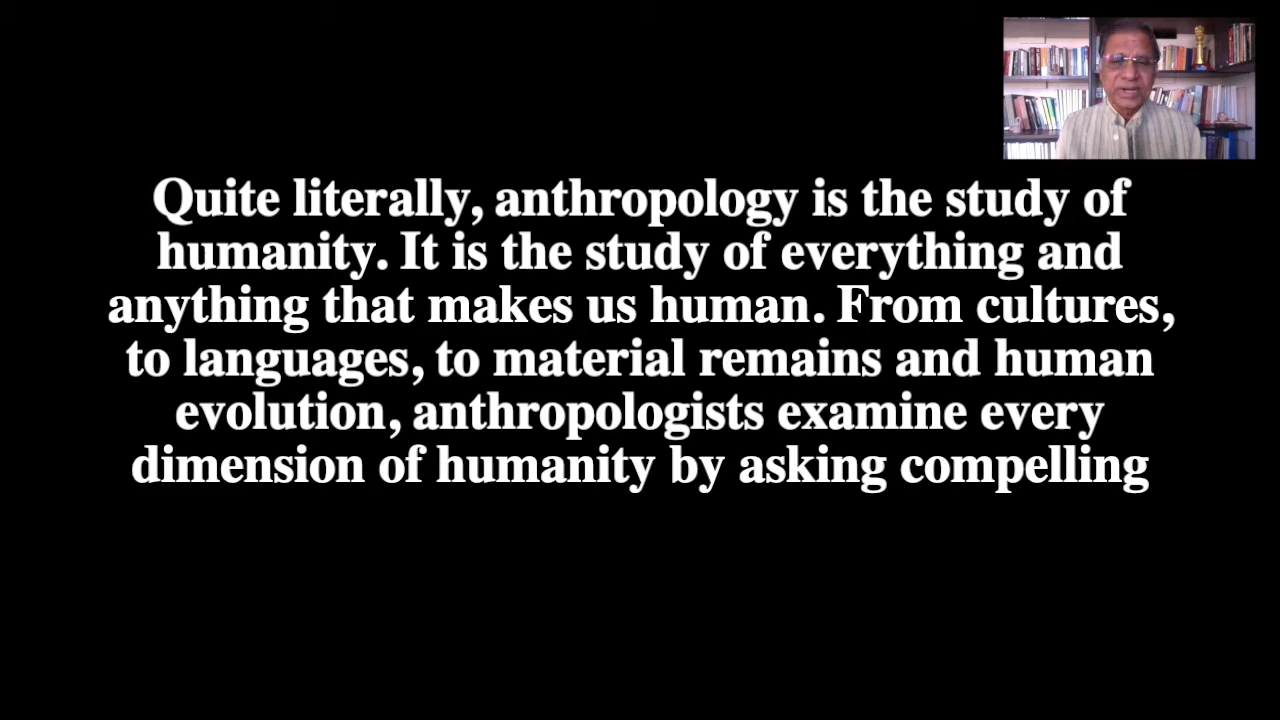 Quite literally, anthropology is the study of
humanity. It is the study of everything and
anything that makes us human. From cultures,
to languages, to material remains and human
evolution, anthropologists examine every
dimension of humanity by asking compelling